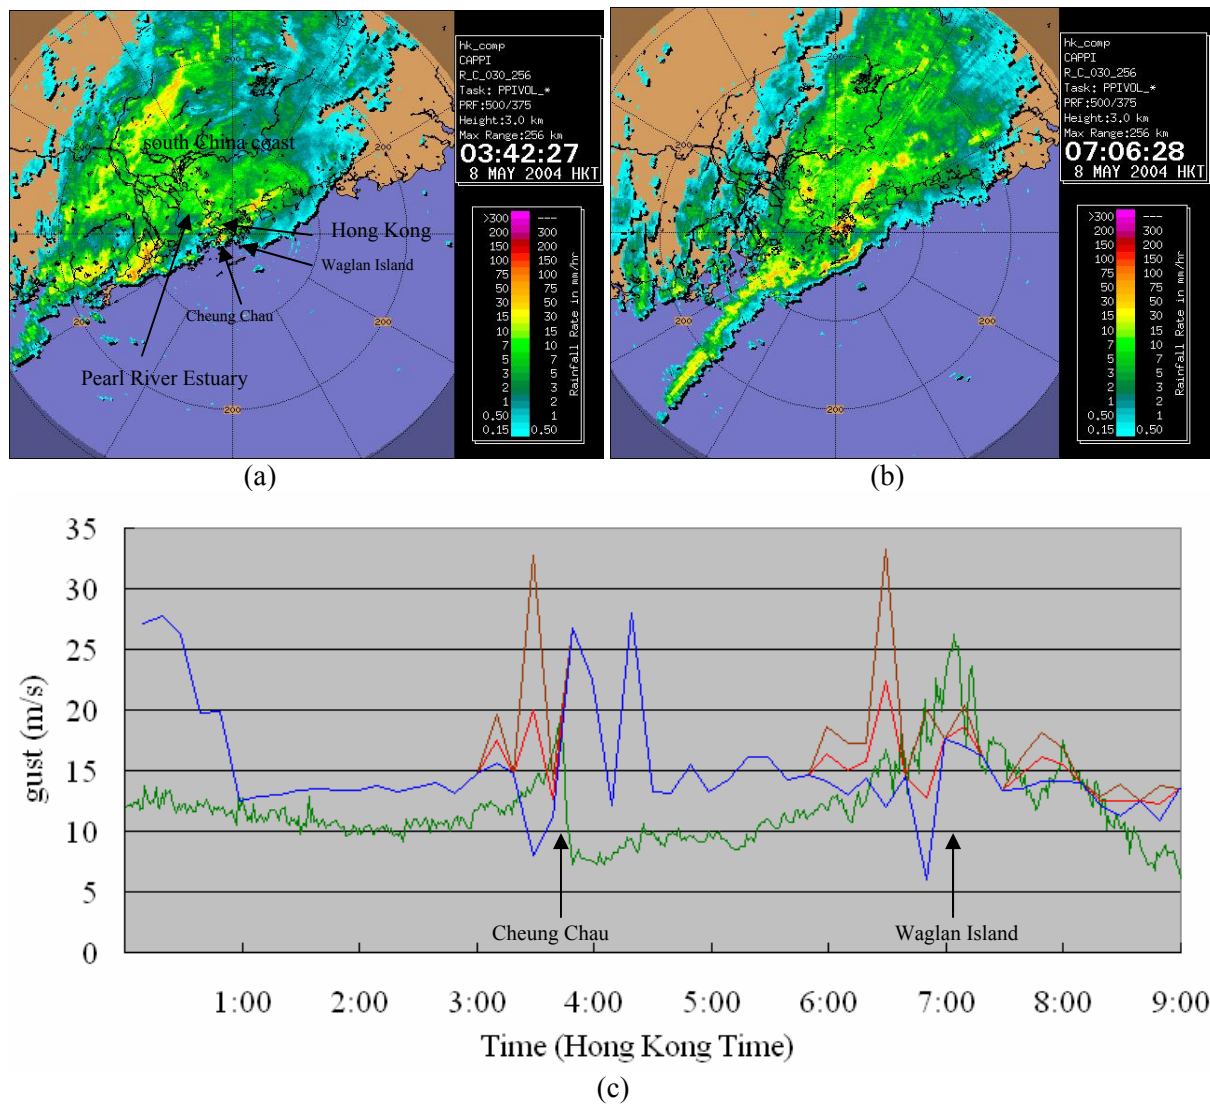 hk_comp
CAPPI
R_C_030_256
Task: PPIVOL_*
PRF:500/375
Height:3.0 km
Max Range:256 km
03:42:27
8 MAY 2004 HKT
>300 ---
300 300
200 200
150 150
100 100
75 75
50 50
30 30
15 15
10 10
7 7
5 5
3 3
2 2
1 1
0.50 1
0.15 0.50
Rainfall Rate in mm/hr
200
200
south China coast
Hong Kong
Waglan Island
Cheung Chau
200
200
Pearl River Estuary
200
(a)
hk_comp
CAPPI
R_C_030_256
Task: PPIVOL_*
PRF:500/375
Height:3.0 km
Max Range:256 km
07:06:28
8 MAY 2004 HKT
>300 ---
300 300
200 200
150 150
100 100
75 75
50 50
30 30
15 15
10 10
7 7
5 5
3 3
2 2
1 1
0.50 1
0.15 0.50
Rainfall Rate in mm/hr
200
200
200
200
200
200
(b)
35
30
25
20
15
10
5
0
gust (m/s)
Cheung Chau
Waglan Island
1:00 2:00 3:00 4:00 5:00 6:00 7:00 8:00 9:00
Time (Hong Kong Time)
(c)